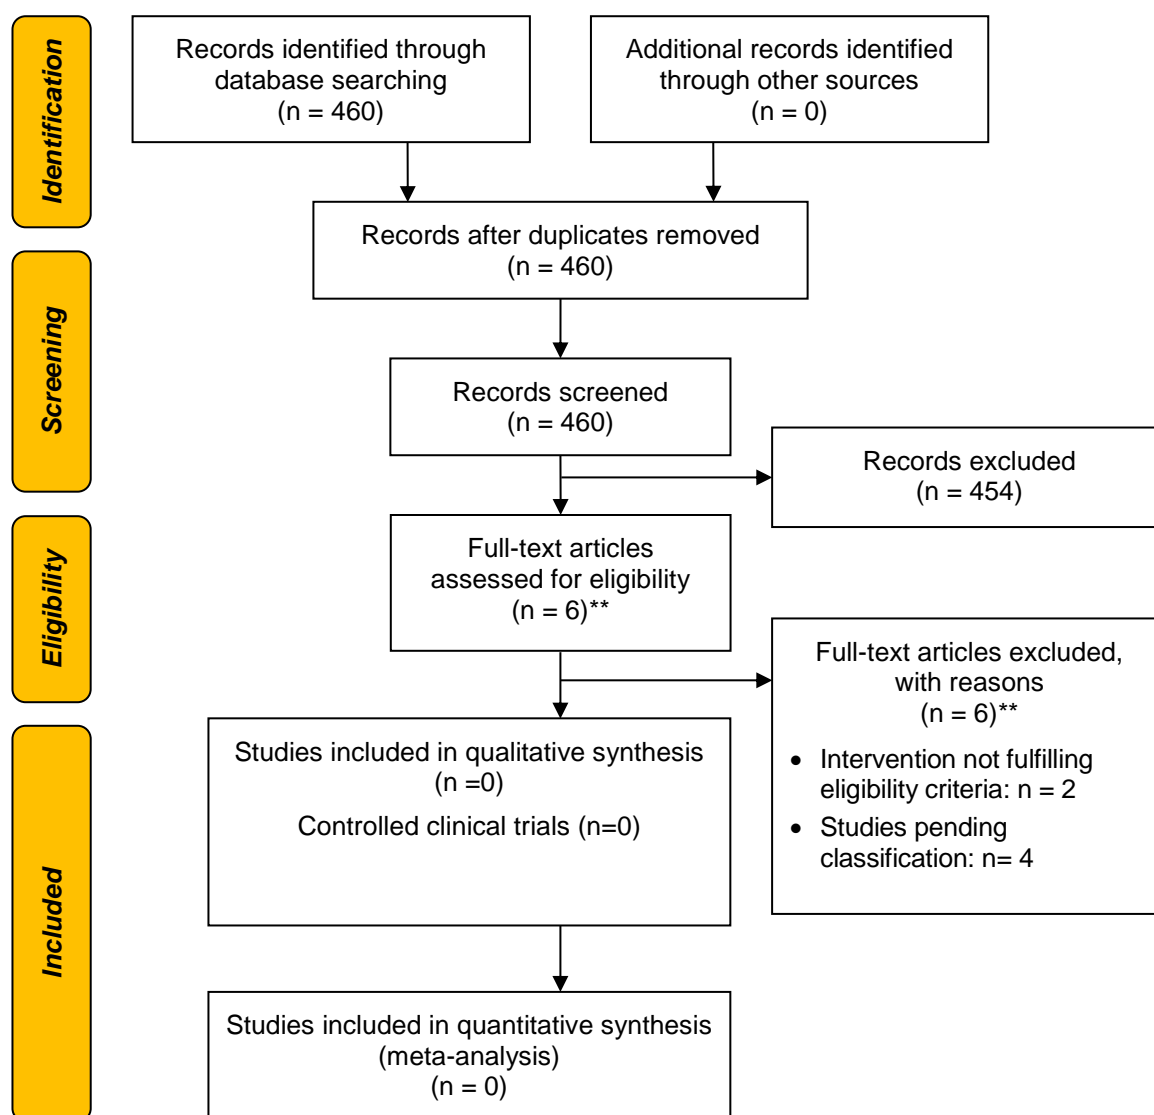 Identification
Records identified through
database searching
(n = 460)
Additional records identified
through other sources
(n = 0)
Records after duplicates removed
(n = 460)
Screening
Records screened
(n = 460)
Records excluded
(n = 454)
Eligibility
Full-text articles
assessed for eligibility
(n = 6)**
Full-text articles excluded,
with reasons
(n = 6)**
• Intervention not fulfilling
eligibility criteria: n = 2
• Studies pending
classification: n= 4
Included
Studies included in qualitative synthesis
(n =0)
Controlled clinical trials (n=0)
Studies included in quantitative synthesis
(meta-analysis)
(n = 0)